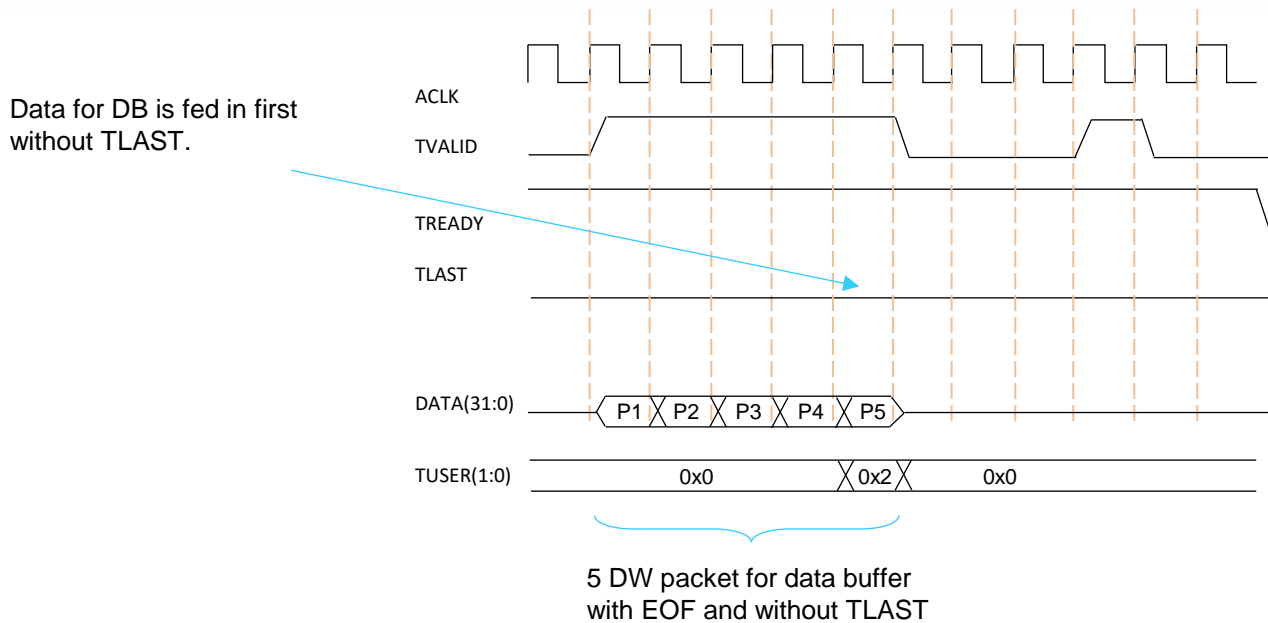 Data for DB is fed in first
without TLAST.
ACLK
TVALID
TREADY
TLAST
DATA(31:0)
P1 P2 P3 P4 P5
TUSER(1:0)
0x0 0x2 0x0
5 DW packet for data buffer
with EOF and without TLAST